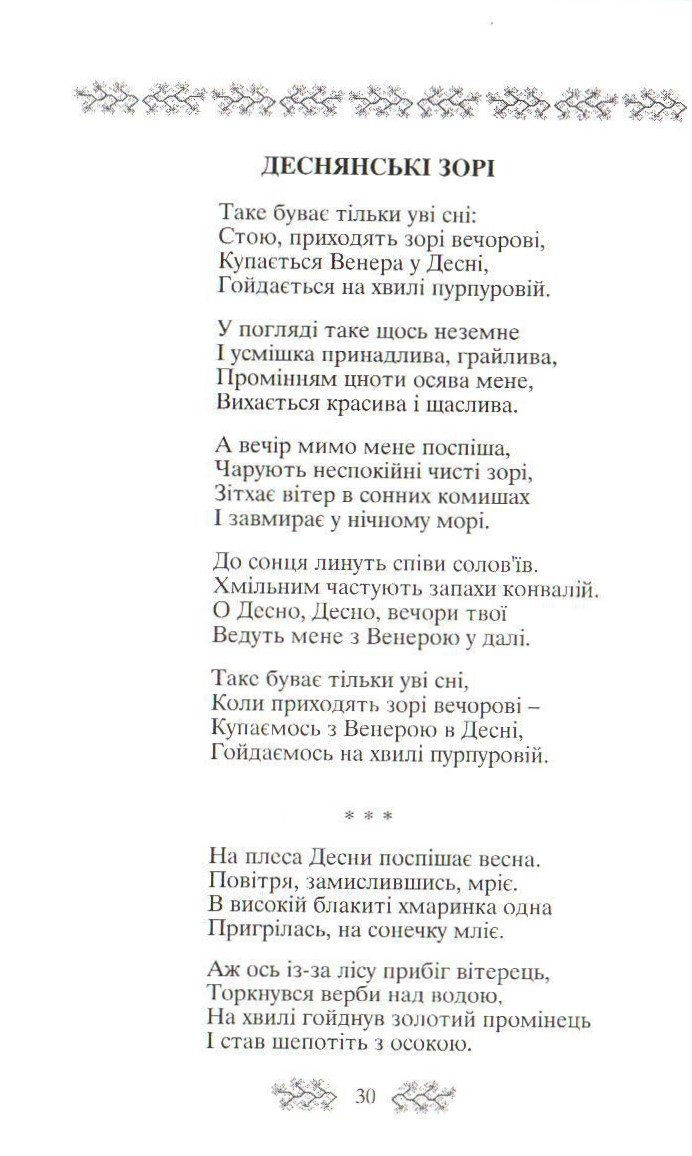 ДЕСНЯНСЬКІ ЗОРІ
Таке буває тільки уві сні:
Стою, приходять зорі вечорові,
Купається Венера у Десні,
Гойдається на хвилі пурпуровій.
У погляді таке щось неземне
І усмішка принадлива, грайлива,
Промінням цноти осява мене,
Вихається красива і щаслива.
А вечір мимо мене поспіша,
Чарують неспокійні чисті зорі,
Зітхає вітер в сонних комишах
І завмирає у нічному морі.
До сонця линуть співи солов'їв.
Хмільним частують запахи конвалій.
О Десно, Десно, вечори твої
Ведуть мене з Венерою у далі.
Таке буває тільки уві сні,
Коли приходять зорі вечорові –
Купаємось з Венерою в Десні,
Гойдаємось на хвилі пурпуровій.
* * *
На плеса Десни поспішає весна.
Повітря, замислившись, мріє.
В високій блакиті хмаринка одна
Пригрілась, на сонечку мліє.
Аж ось із-за лісу прибіг вітерець,
Торкнувся верби над водою,
На хвилі гойднув золотий промінець
І став шепотіть з осокою.
30